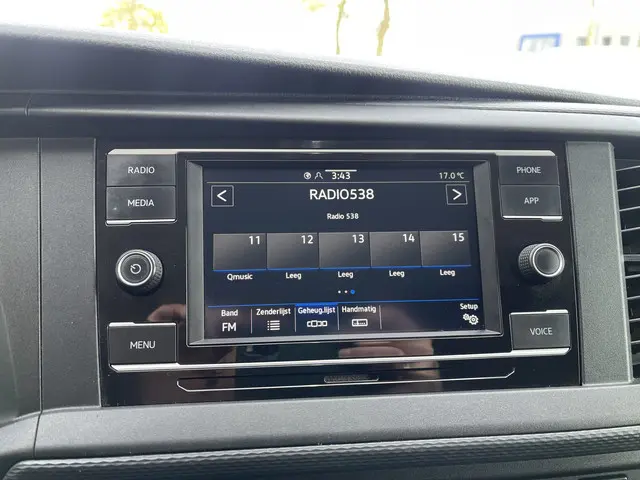 RADIO
MEDIA
MENU
PHONE
APP
VOICE
3:43
17.0 °C
< RADIO538 >
Radio 538
11 12 13 14 15
Qmusic Leeg Leeg Leeg Leeg
Band Zenderlijst Geheug.lijst Handmatig Setup
FM